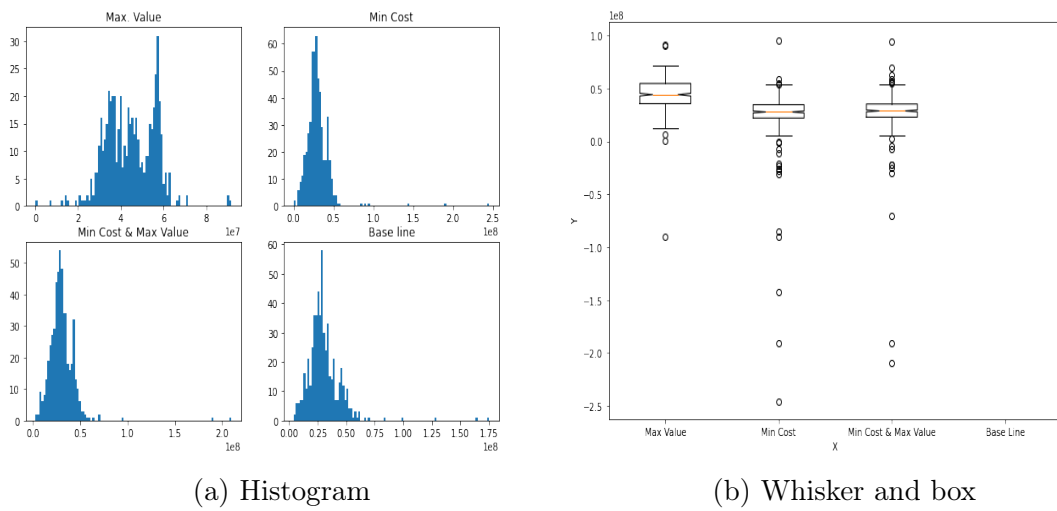 Max. Value
30
25
20
15
10
5
0
0 2 4 6 8
1e7
Min Cost
60
50
40
30
20
10
0
0.0 0.5 1.0 1.5 2.0 2.5
1e8
Min Cost & Max Value
50
40
30
20
10
0
0.0 0.5 1.0 1.5 2.0
1e8
Base line
60
50
40
30
20
10
0
0.00 0.25 0.50 0.75 1.00 1.25 1.50 1.75
1e8
(a) Histogram
1e8
1.0
0.5
0.0
−0.5
−1.0
−1.5
−2.0
−2.5
Y
Max Value Min Cost Min Cost & Max Value Base Line
X
(b) Whisker and box